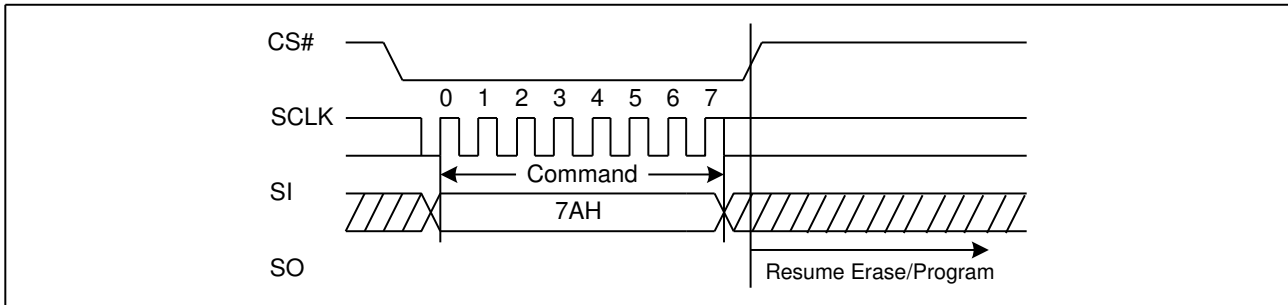 CS#
0 1 2 3 4 5 6 7
SCLK
Command
SI
7AH
SO
Resume Erase/Program